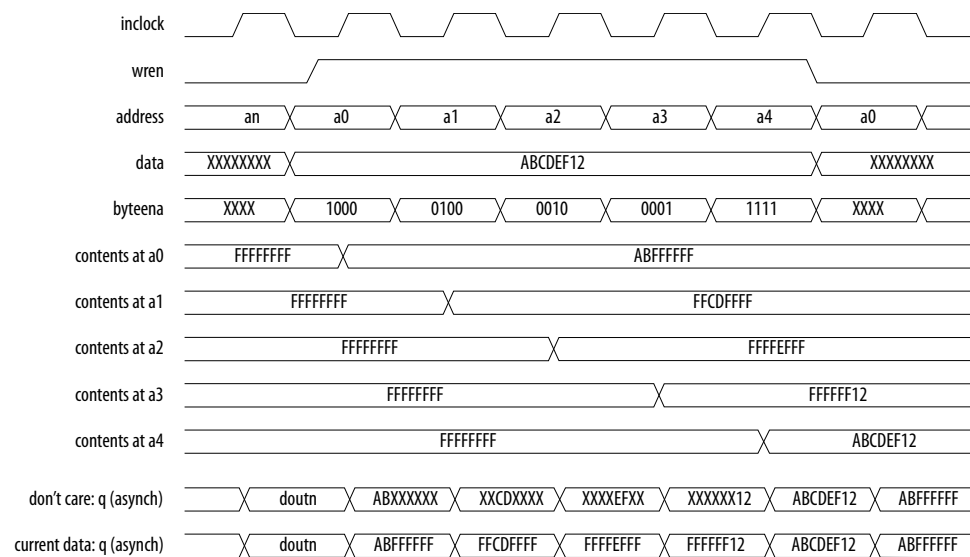 inclock
wren
address an a0 a1 a2 a3 a4 a0
data XXXXXXXX ABCDEF12 XXXXXXXX
byteena XXXX 1000 0100 0010 0001 1111 XXXX
contents at a0 FFFFFFFF ABFFFFFF
contents at a1 FFFFFFFF FFCDFFFF
contents at a2 FFFFFFFF FFFFEFFF
contents at a3 FFFFFFFF FFFFFF12
contents at a4 FFFFFFFF ABCDEF12
don't care: q (asynch) doutn ABXXXXXX XXCDXXXX XXXXEFXX XXXXXX12 ABCDEF12 ABFFFFFF
current data: q (asynch) doutn ABFFFFFF FFCDFFFF FFFFEFFF FFFFFF12 ABCDEF12 ABFFFFFF